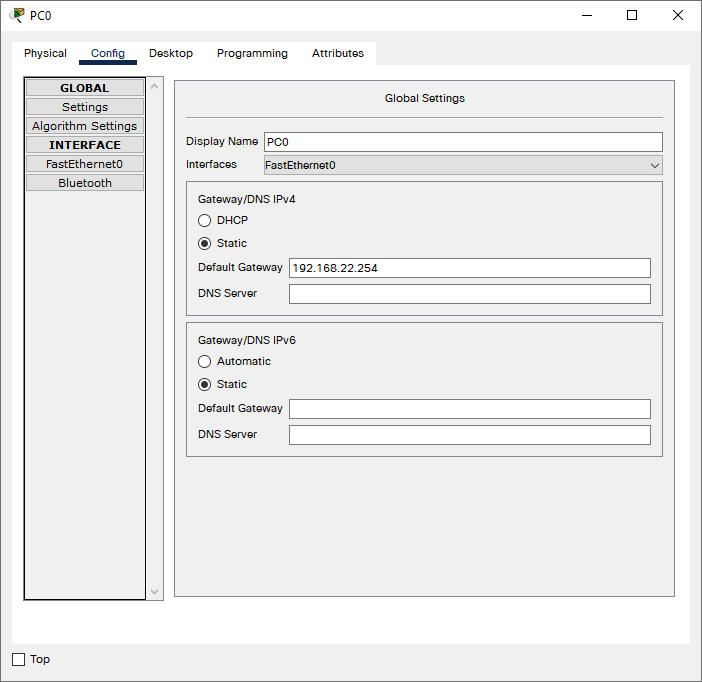 PC0
Physical Config Desktop Programming Attributes
GLOBAL
Settings
Algorithm Settings
INTERFACE
FastEthernet0
Bluetooth
Global Settings
Display Name PC0
Interfaces FastEthernet0
Gateway/DNS IPv4
DHCP
Static
Default Gateway 192.168.22.254
DNS Server
Gateway/DNS IPv6
Automatic
Static
Default Gateway
DNS Server
Top